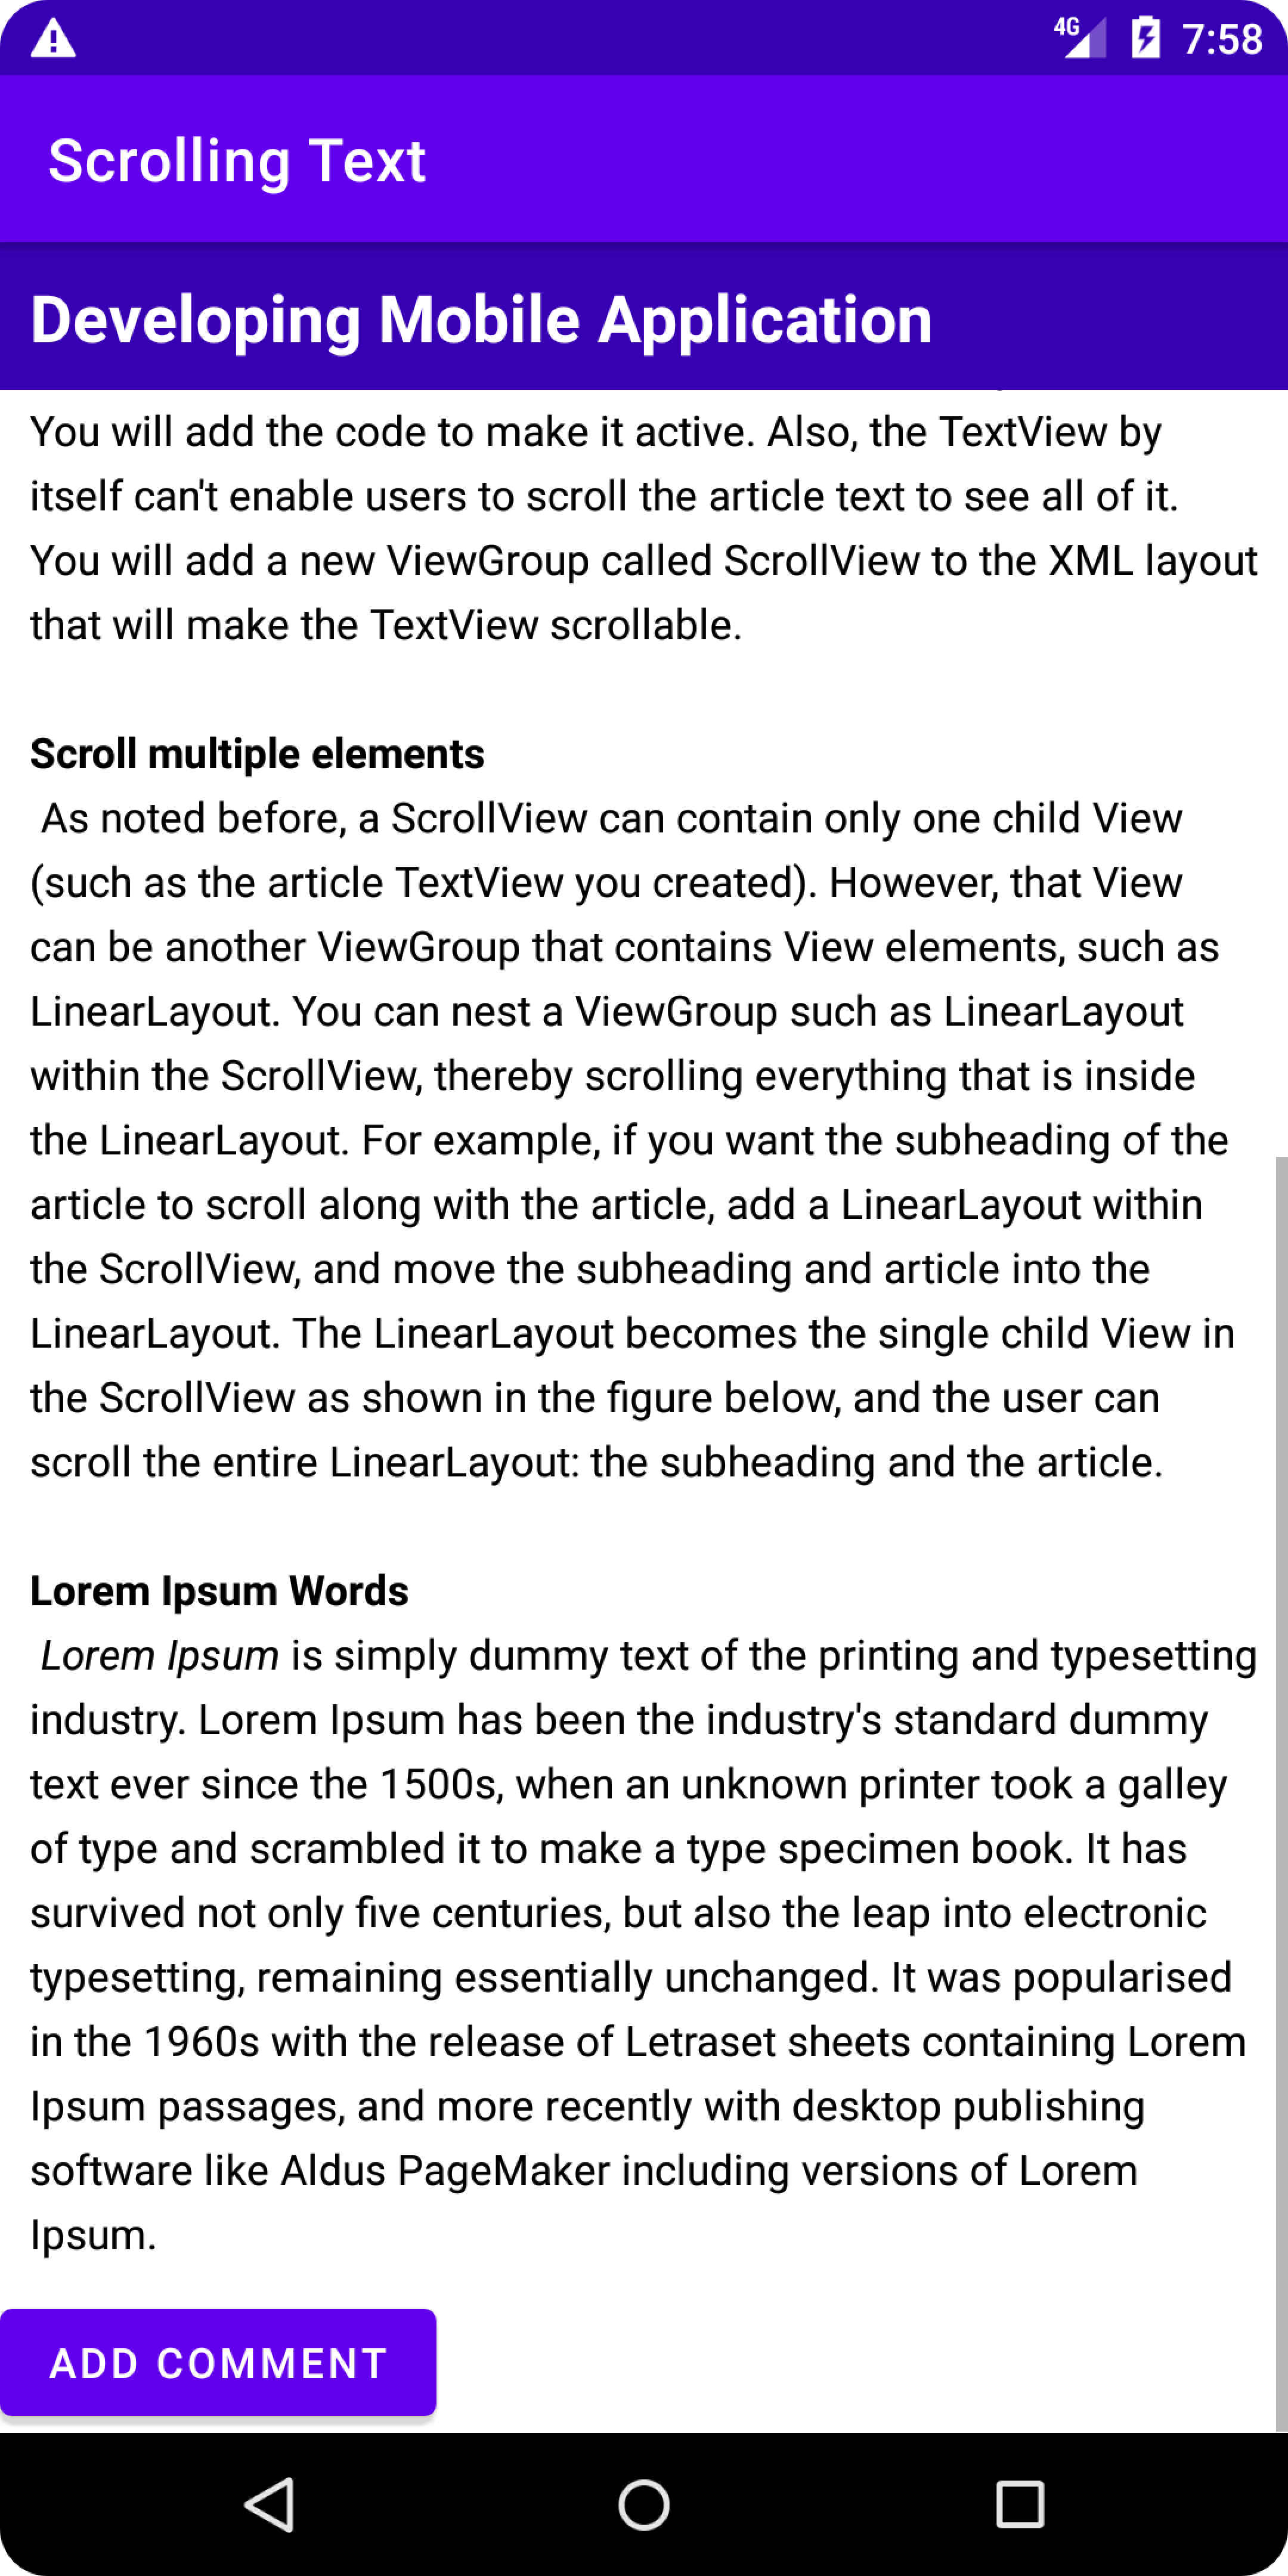 4G 7:58
Scrolling Text
Developing Mobile Application
You will add the code to make it active. Also, the TextView by
itself can't enable users to scroll the article text to see all of it.
You will add a new ViewGroup called ScrollView to the XML layout
that will make the TextView scrollable.
Scroll multiple elements
As noted before, a ScrollView can contain only one child View
(such as the article TextView you created). However, that View
can be another ViewGroup that contains View elements, such as
LinearLayout. You can nest a ViewGroup such as LinearLayout
within the ScrollView, thereby scrolling everything that is inside
the LinearLayout. For example, if you want the subheading of the
article to scroll along with the article, add a LinearLayout within
the ScrollView, and move the subheading and article into the
LinearLayout. The LinearLayout becomes the single child View in
the ScrollView as shown in the figure below, and the user can
scroll the entire LinearLayout: the subheading and the article.
Lorem Ipsum Words
Lorem Ipsum is simply dummy text of the printing and typesetting
industry. Lorem Ipsum has been the industry's standard dummy
text ever since the 1500s, when an unknown printer took a galley
of type and scrambled it to make a type specimen book. It has
survived not only five centuries, but also the leap into electronic
typesetting, remaining essentially unchanged. It was popularised
in the 1960s with the release of Letraset sheets containing Lorem
Ipsum passages, and more recently with desktop publishing
software like Aldus PageMaker including versions of Lorem
Ipsum.
ADD COMMENT